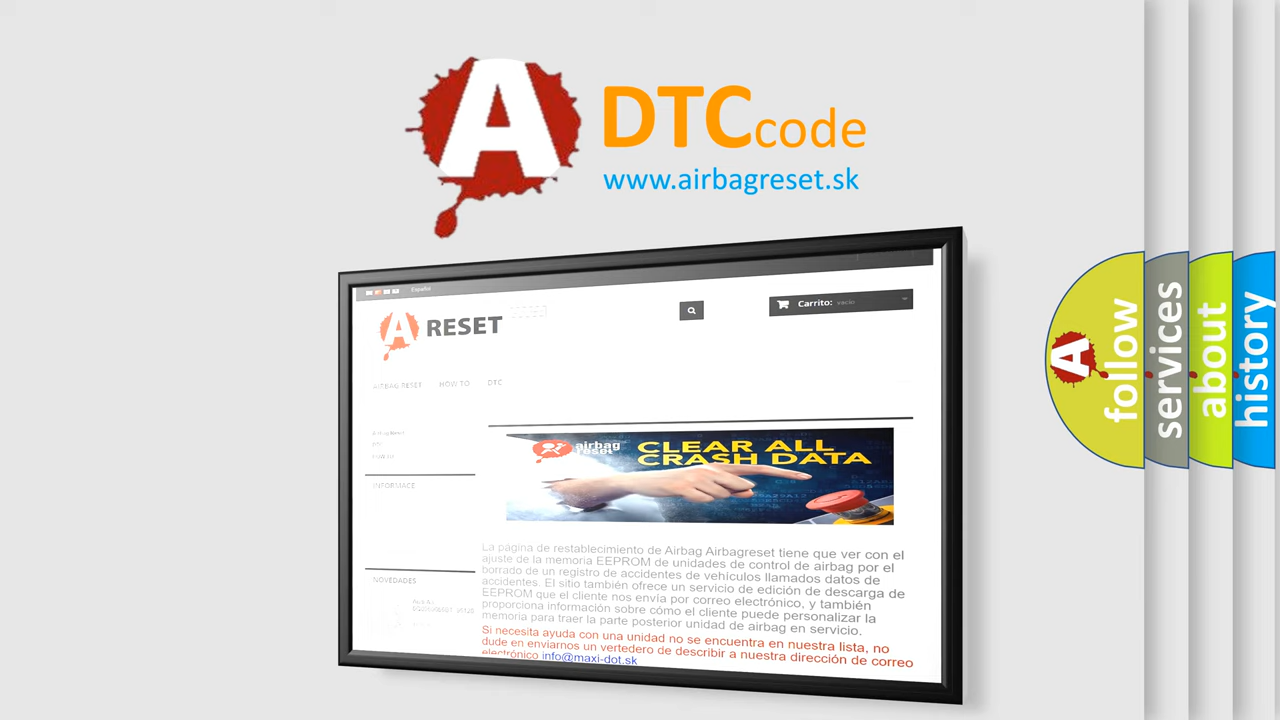 A DTCcode
www.airbagreset.sk
Español
A RESET
Carrito: vacío
AIRBAG RESET HOW TO DTC
INFORMACE
airbag
reset
CLEAR ALL
CRASH DATA
La página de restablecimiento de Airbag Airbagreset tiene que ver con el
ajuste de la memoria EEPROM de unidades de control de airbag por el
borrado de un registro de accidentes de vehículos llamados datos de
accidentes. El sitio también ofrece un servicio de edición de descarga de
EEPROM que el cliente nos envía por correo electrónico, y también
proporciona información sobre cómo el cliente puede personalizar la
memoria para traer la parte posterior unidad de airbag en servicio.
Si necesita ayuda con una unidad no se encuentra en nuestra lista, no
dude en enviarnos un vertedero de describir a nuestra dirección de correo
electrónico info@maxi-dot.sk
NOVEDADES
A follow
services
about
history